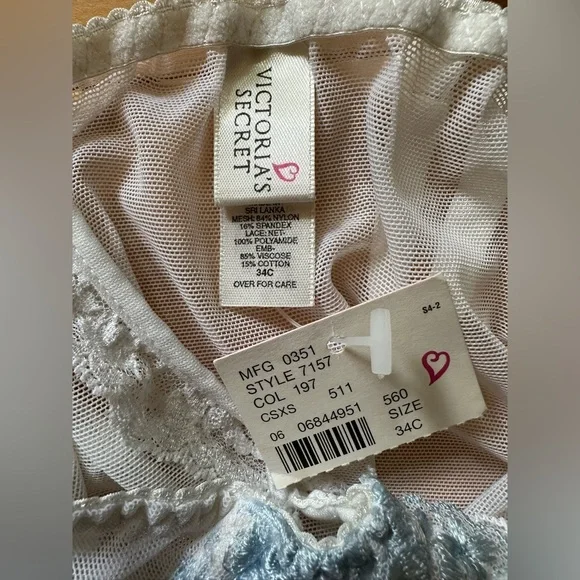 VICTORIA'S
SECRET
SRI LANKA
MESH: 84% NYLON
16% SPANDEX
LACE: NET-
100% POLYAMIDE
EMB-
85% VISCOSE
15% COTTON
34C
OVER FOR CARE
S4-2
MFG 0351
STYLE 7157
COL 197
CSXS 511 560
06 06844951 SIZE
34C